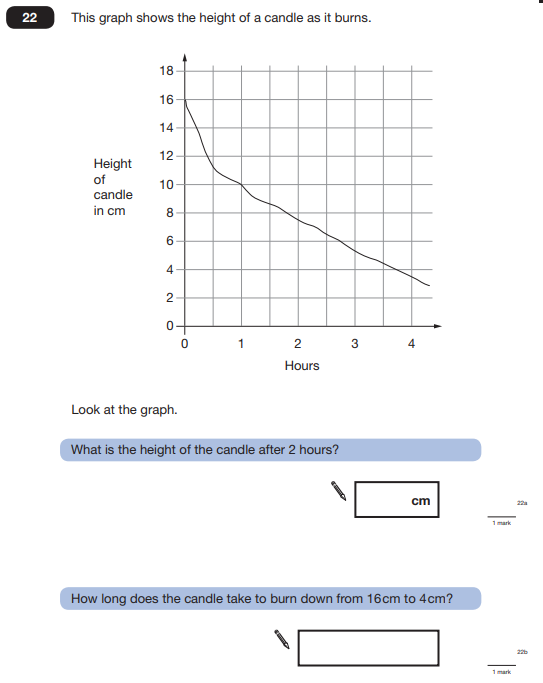 22
This graph shows the height of a candle as it burns.
18
16
14
12
10
8
6
4
2
0
Height
of
candle
in cm
0 1 2 3 4
Hours
Look at the graph.
What is the height of the candle after 2 hours?
cm
22a
1 mark
How long does the candle take to burn down from 16cm to 4cm?
22b
1 mark